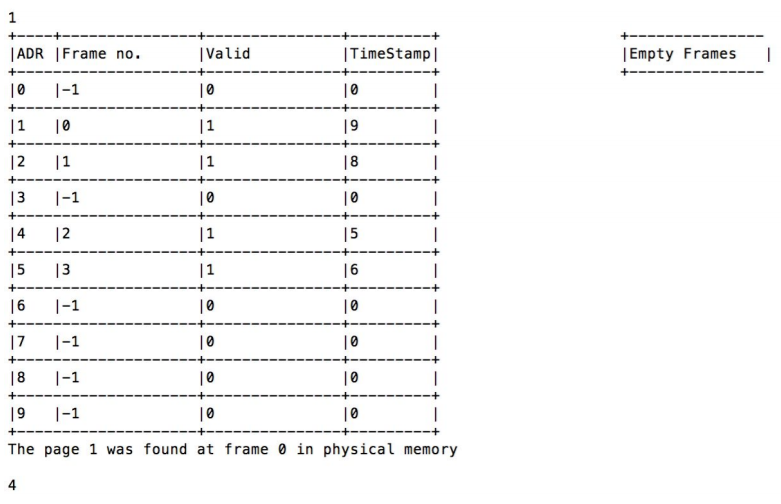 1
+----+---------------+---------------+---------+ +---------------
|ADR |Frame no. |Valid |TimeStamp| |Empty Frames |
+----+---------------+---------------+---------+ +---------------
|0 |-1 |0 |0 |
+--------------------+---------------+---------+
|1 |0 |1 |9 |
+--------------------+---------------+---------+
|2 |1 |1 |8 |
+--------------------+---------------+---------+
|3 |-1 |0 |0 |
+--------------------+---------------+---------+
|4 |2 |1 |5 |
+--------------------+---------------+---------+
|5 |3 |1 |6 |
+--------------------+---------------+---------+
|6 |-1 |0 |0 |
+--------------------+---------------+---------+
|7 |-1 |0 |0 |
+--------------------+---------------+---------+
|8 |-1 |0 |0 |
+--------------------+---------------+---------+
|9 |-1 |0 |0 |
+--------------------+---------------+---------+
The page 1 was found at frame 0 in physical memory
4